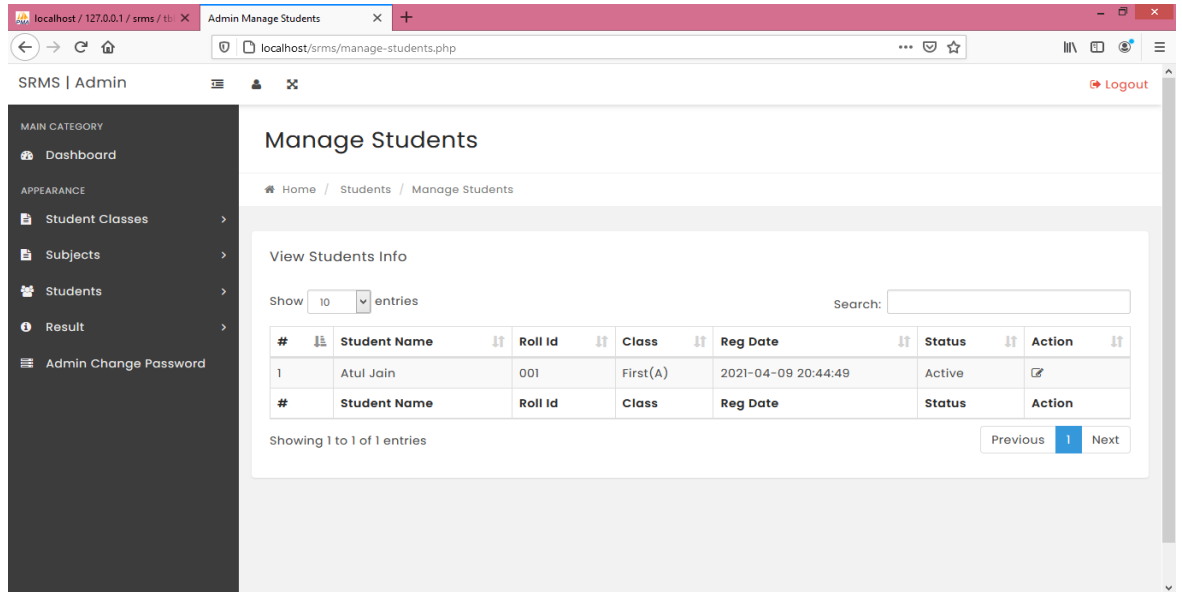 localhost / 127.0.0.1 / srms / tb
Admin Manage Students
localhost/srms/manage-students.php
SRMS | Admin
Logout
MAIN CATEGORY
Dashboard
APPEARANCE
Student Classes
Subjects
Students
Result
Admin Change Password
Manage Students
Home / Students / Manage Students
View Students Info
Show 10 entries
Search:
# Student Name Roll Id Class Reg Date Status Action
1 Atul Jain 001 First(A) 2021-04-09 20:44:49 Active
# Student Name Roll Id Class Reg Date Status Action
Showing 1 to 1 of 1 entries
Previous 1 Next